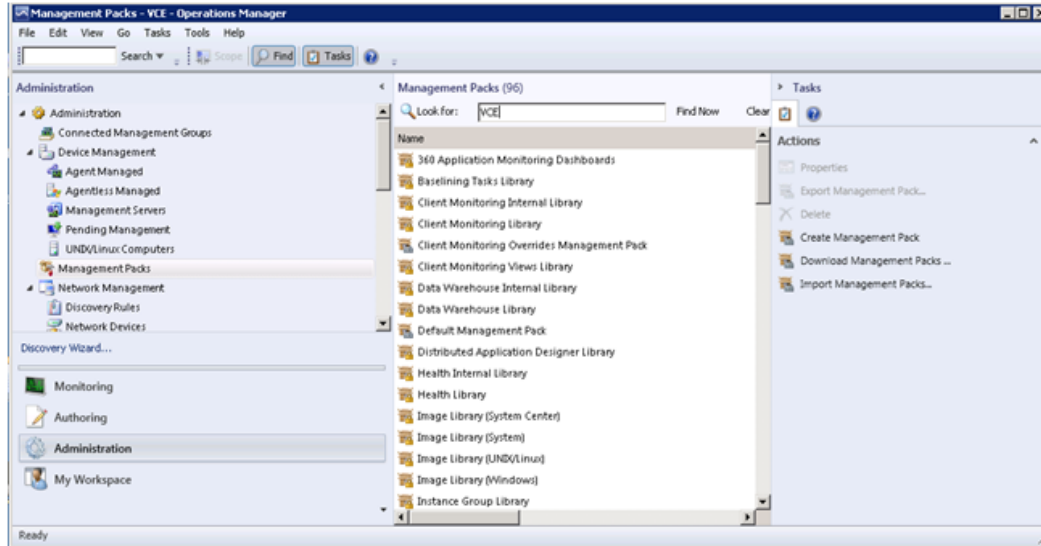 Management Packs - VCE - Operations Manager
File Edit View Go Tasks Tools Help
Search Scope Find Tasks
Administration
Administration
Connected Management Groups
Device Management
Agent Managed
Agentless Managed
Management Servers
Pending Management
UNIX/Linux Computers
Management Packs
Network Management
Discovery Rules
Network Devices
Discovery Wizard...
Monitoring
Authoring
Administration
My Workspace
Management Packs (96)
Look for: VCE Find Now Clear
Name
360 Application Monitoring Dashboards
Baselining Tasks Library
Client Monitoring Internal Library
Client Monitoring Library
Client Monitoring Overrides Management Pack
Client Monitoring Views Library
Data Warehouse Internal Library
Data Warehouse Library
Default Management Pack
Distributed Application Designer Library
Health Internal Library
Health Library
Image Library (System Center)
Image Library (System)
Image Library (UNIX/Linux)
Image Library (Windows)
Instance Group Library
Tasks
Actions
Properties
Export Management Pack...
Delete
Create Management Pack
Download Management Packs ...
Import Management Packs...
Ready